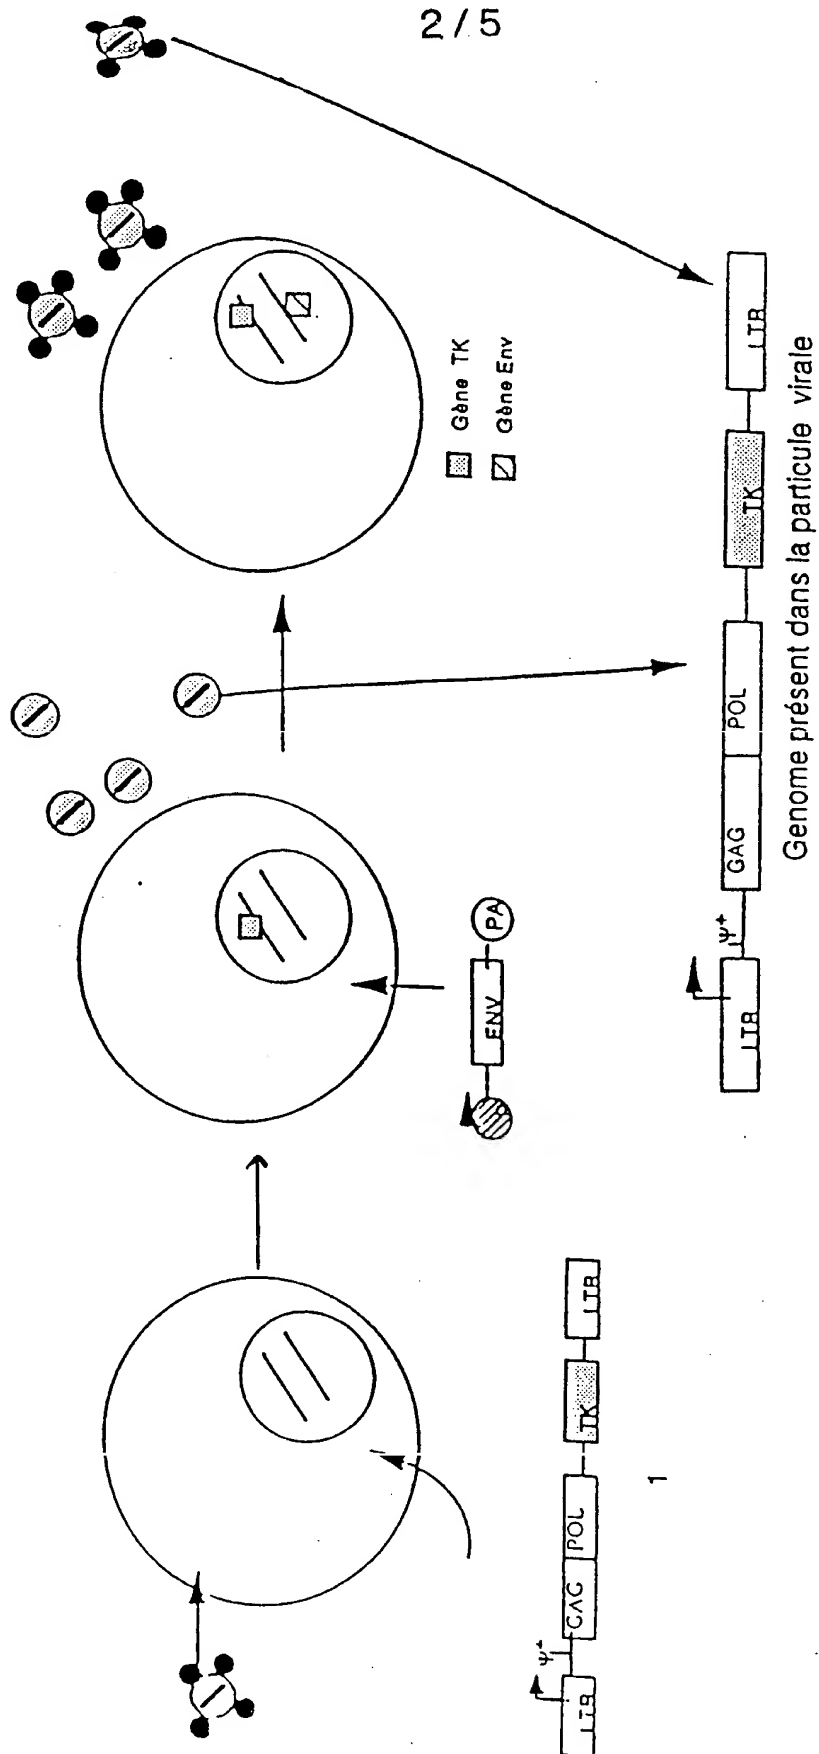 2/5
Gène TK
Gène Env
ENV PA
LTR Ψ+ GAG POL TK LTR
1
LTR Ψ+ GAG POL TK LTR
Genome présent dans la particule virale